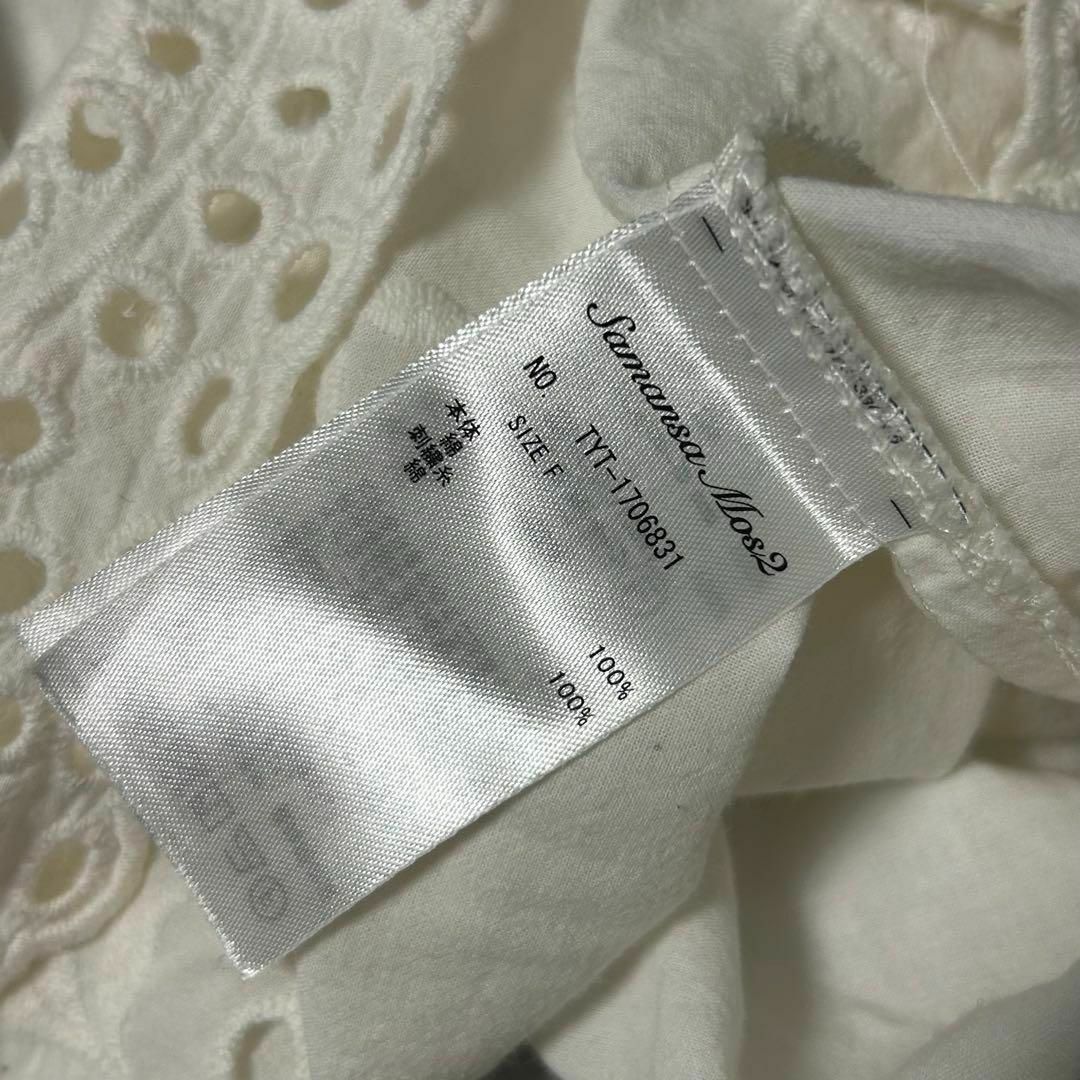 Samansa Mos2
NO. TYT-1706831
SIZE F
本体 綿 100%
刺繍糸 綿 100%